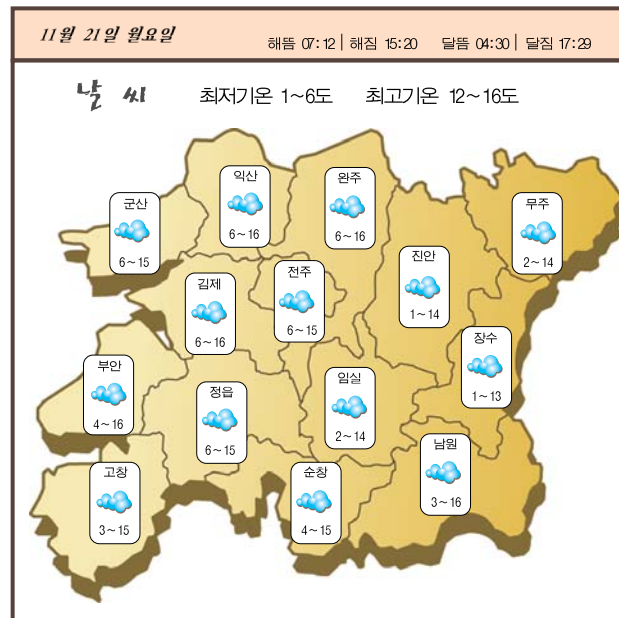 11월 21일 월요일
해뜸 07:12 | 해짐 15:20 달뜸 04:30 | 달짐 17:29
날씨 최저기온 1~6도 최고기온 12~16도
군산
6~15
익산
6~16
완주
6~16
무주
2~14
김제
6~16
전주
6~15
진안
1~14
장수
1~13
부안
4~16
정읍
6~15
임실
2~14
남원
3~16
고창
3~15
순창
4~15